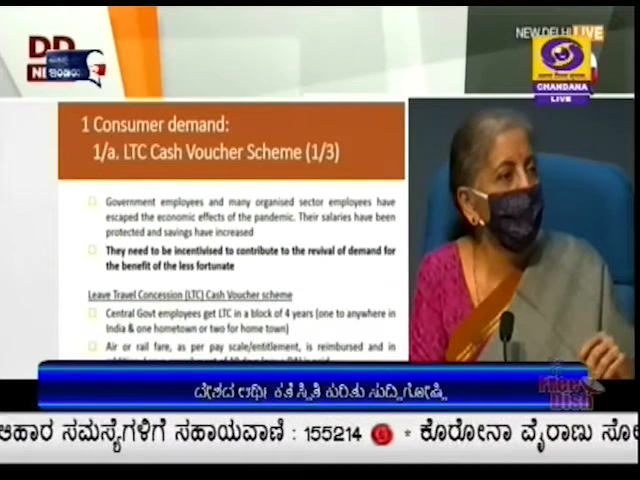 NEW DELHI LIVE
DD
CHANDANA
LIVE
1 Consumer demand:
1/a. LTC Cash Voucher Scheme (1/3)
Government employees and many organised sector employees have
escaped the economic effects of the pandemic. Their salaries have been
protected and savings have increased
They need to be incentivised to contribute to the revival of demand for
the benefit of the less fortunate
Leave Travel Concession (LTC) Cash Voucher scheme
Central Govt employees get LTC in a block of 4 years (one to anywhere in
India & one hometown or two for home town)
Air or rail fare, as per pay scale/entitlement, is reimbursed and in
ದೇಶದ ಆರ್ಥಿಕತೆ ಸ್ಥಿತಿ ಕುರಿತು ಸುದ್ದಿಗೋಷ್ಠಿ
Free
Dish
ಆಹಾರ ಸಮಸ್ಯೆಗಳಿಗೆ ಸಹಾಯವಾಣಿ : 155214 * ಕೊರೋನಾ ವೈರಾಣು ಸೋಂ